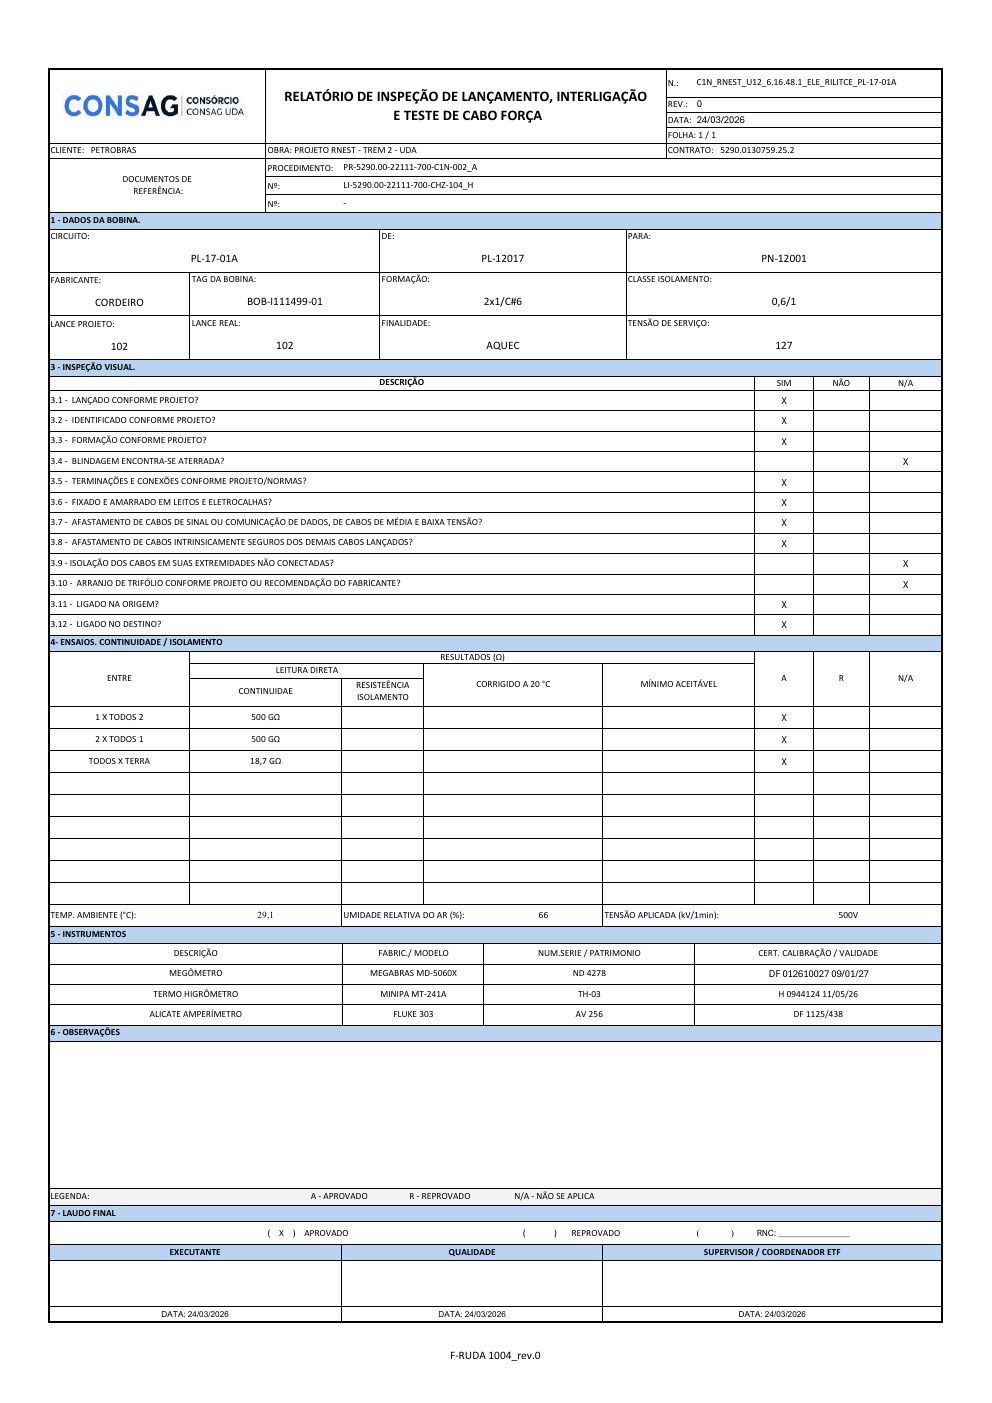 CONSAG CONSÓRCIO CONSAG UDA
RELATÓRIO DE INSPEÇÃO DE LANÇAMENTO, INTERLIGAÇÃO
E TESTE DE CABO FORÇA
N.: C1N_RNEST_U12_6.16.48.1_ELE_RILITCE_PL-17-01A
REV.: 0
DATA: 24/03/2026
FOLHA: 1 / 1
CLIENTE: PETROBRAS OBRA: PROJETO RNEST - TREM 2 - UDA CONTRATO: 5290.0130759.25.2
DOCUMENTOS DE
REFERÊNCIA:
PROCEDIMENTO: PR-5290.00-22111-700-C1N-002_A
Nº: LI-5290.00-22111-700-CHZ-104_H
Nº: -
1 - DADOS DA BOBINA.
CIRCUITO: DE: PARA:
PL-17-01A PL-12017 PN-12001
FABRICANTE: TAG DA BOBINA: FORMAÇÃO: CLASSE ISOLAMENTO:
CORDEIRO BOB-I111499-01 2x1/C#6 0,6/1
LANCE PROJETO: LANCE REAL: FINALIDADE: TENSÃO DE SERVIÇO:
102 102 AQUEC 127
3 - INSPEÇÃO VISUAL.
DESCRIÇÃO SIM NÃO N/A
3.1 - LANÇADO CONFORME PROJETO? X
3.2 - IDENTIFICADO CONFORME PROJETO? X
3.3 - FORMAÇÃO CONFORME PROJETO? X
3.4 - BLINDAGEM ENCONTRA-SE ATERRADA? X
3.5 - TERMINAÇÕES E CONEXÕES CONFORME PROJETO/NORMAS? X
3.6 - FIXADO E AMARRADO EM LEITOS E ELETROCALHAS? X
3.7 - AFASTAMENTO DE CABOS DE SINAL OU COMUNICAÇÃO DE DADOS, DE CABOS DE MÉDIA E BAIXA TENSÃO? X
3.8 - AFASTAMENTO DE CABOS INTRINSICAMENTE SEGUROS DOS DEMAIS CABOS LANÇADOS? X
3.9 - ISOLAÇÃO DOS CABOS EM SUAS EXTREMIDADES NÃO CONECTADAS? X
3.10 - ARRANJO DE TRIFÓLIO CONFORME PROJETO OU RECOMENDAÇÃO DO FABRICANTE? X
3.11 - LIGADO NA ORIGEM? X
3.12 - LIGADO NO DESTINO? X
4- ENSAIOS. CONTINUIDADE / ISOLAMENTO
ENTRE RESULTADOS (Ω) A R N/A
LEITURA DIRETA CORRIGIDO A 20 °C MÍNIMO ACEITÁVEL
CONTINUIDAE RESISTEÊNCIA
ISOLAMENTO
1 X TODOS 2 500 GΩ X
2 X TODOS 1 500 GΩ X
TODOS X TERRA 18,7 GΩ X
TEMP. AMBIENTE (°C): 29,1 UMIDADE RELATIVA DO AR (%): 66 TENSÃO APLICADA (kV/1min): 500V
5 - INSTRUMENTOS
DESCRIÇÃO FABRIC./ MODELO NUM.SERIE / PATRIMONIO CERT. CALIBRAÇÃO / VALIDADE
MEGÔMETRO MEGABRAS MD-5060X ND 4278 DF 012610027 09/01/27
TERMO HIGRÔMETRO MINIPA MT-241A TH-03 H 0944124 11/05/26
ALICATE AMPERÍMETRO FLUKE 303 AV 256 DF 1125/438
6 - OBSERVAÇÕES
LEGENDA: A - APROVADO R - REPROVADO N/A - NÃO SE APLICA
7 - LAUDO FINAL
( X ) APROVADO ( ) REPROVADO ( ) RNC: ________________
EXECUTANTE QUALIDADE SUPERVISOR / COORDENADOR ETF
DATA: 24/03/2026 DATA: 24/03/2026 DATA: 24/03/2026
F-RUDA 1004_rev.0